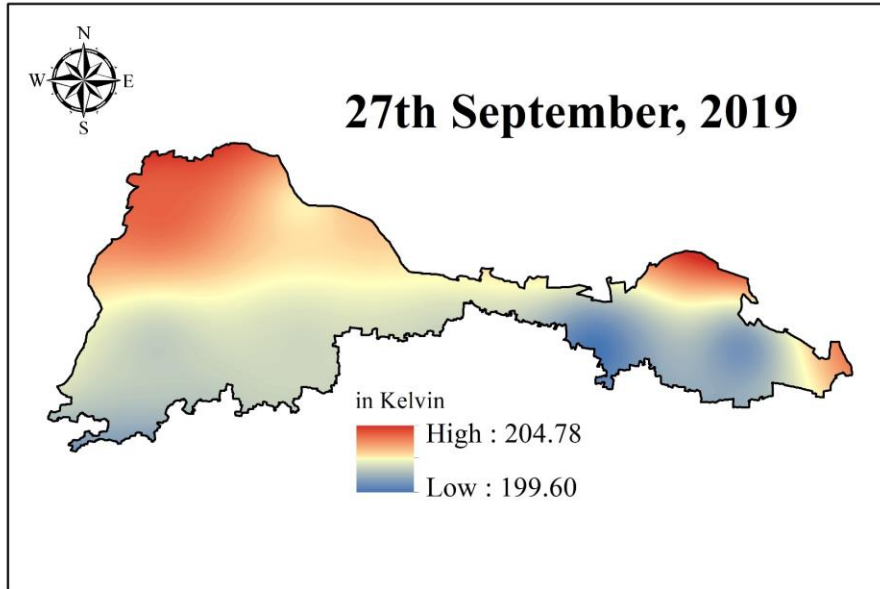 N
W E
S
27th September, 2019
in Kelvin
High : 204.78
Low : 199.60